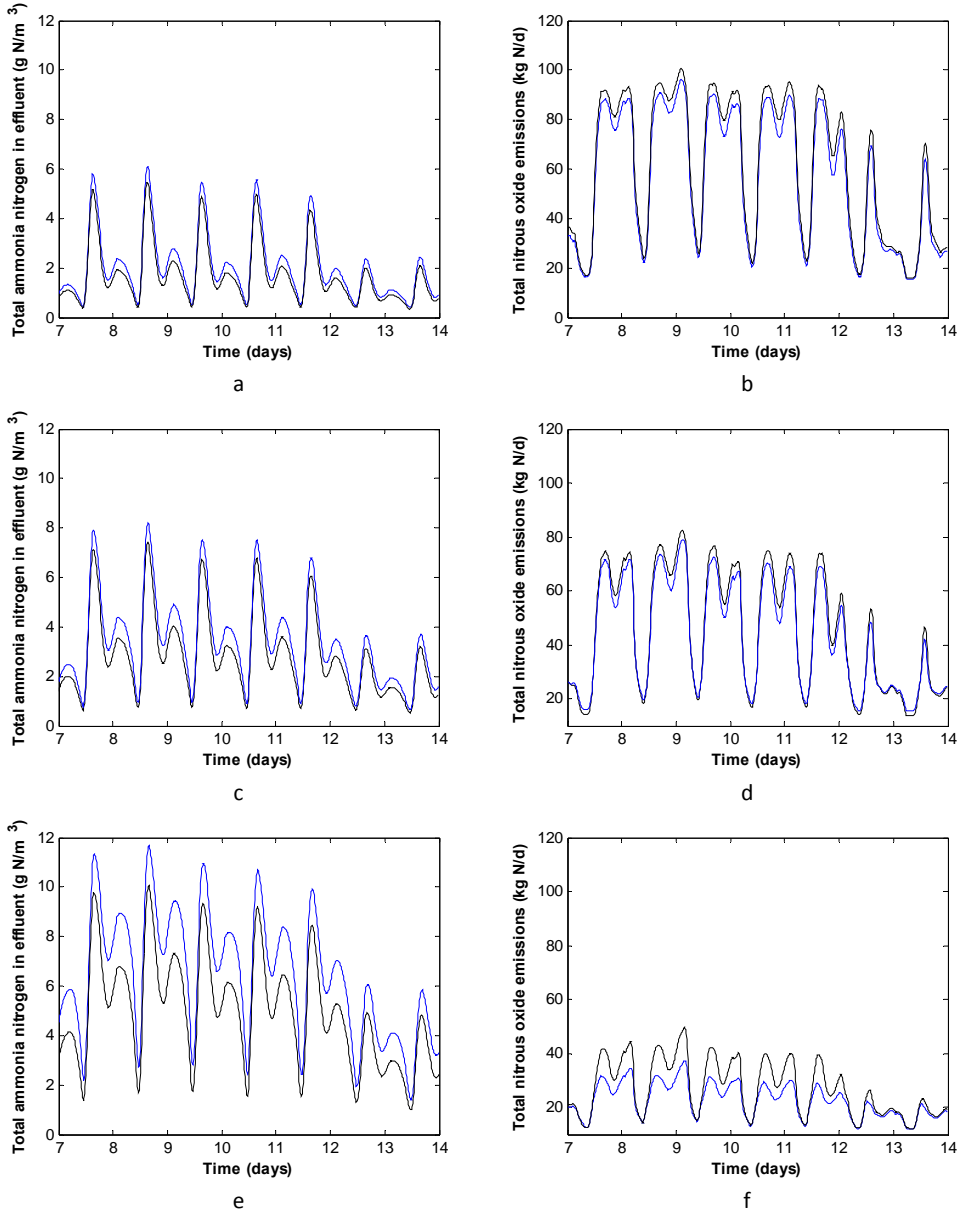 Total ammonia nitrogen in effluent (g N/m³)
12
10
8
6
4
2
0
7 8 9 10 11 12 13 14
Time (days)
a
Total nitrous oxide emissions (kg N/d)
120
100
80
60
40
20
0
7 8 9 10 11 12 13 14
Time (days)
b
Total ammonia nitrogen in effluent (g N/m³)
12
10
8
6
4
2
0
7 8 9 10 11 12 13 14
Time (days)
c
Total nitrous oxide emissions (kg N/d)
120
100
80
60
40
20
7 8 9 10 11 12 13 14
Time (days)
d
Total ammonia nitrogen in effluent (g N/m³)
12
10
8
6
4
2
0
7 8 9 10 11 12 13 14
Time (days)
e
Total nitrous oxide emissions (kg N/d)
120
100
80
60
40
20
7 8 9 10 11 12 13 14
Time (days)
f